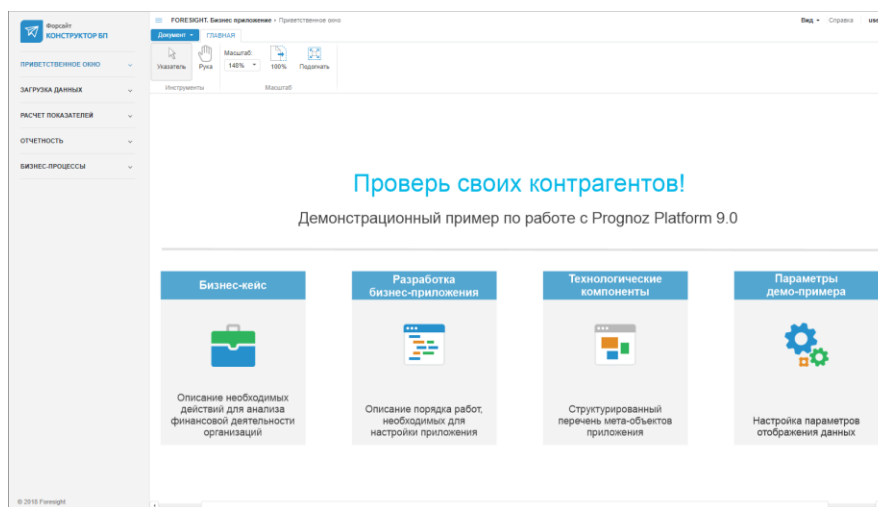 Форсайт
КОНСТРУКТОР БП
ПРИВЕТСТВЕННОЕ ОКНО
ЗАГРУЗКА ДАННЫХ
РАСЧЕТ ПОКАЗАТЕЛЕЙ
ОТЧЕТНОСТЬ
БИЗНЕС-ПРОЦЕССЫ
© 2016 Foresight
FORESIGHT. Бизнес приложение › Приветственное окно
Вид Справка use
Документ ГЛАВНАЯ
Указатель
Рука
Масштаб:
148%
100%
Подогнать
Инструменты
Масштаб
Проверь своих контрагентов!
Демонстрационный пример по работе с Prognoz Platform 9.0
Бизнес-кейс
Описание необходимых
действий для анализа
финансовой деятельности
организаций
Разработка
бизнес-приложения
Описание порядка работ,
необходимых для
настройки приложения
Технологические
компоненты
Структурированный
перечень мета-объектов
приложения
Параметры
демо-примера
Настройка параметров
отображения данных